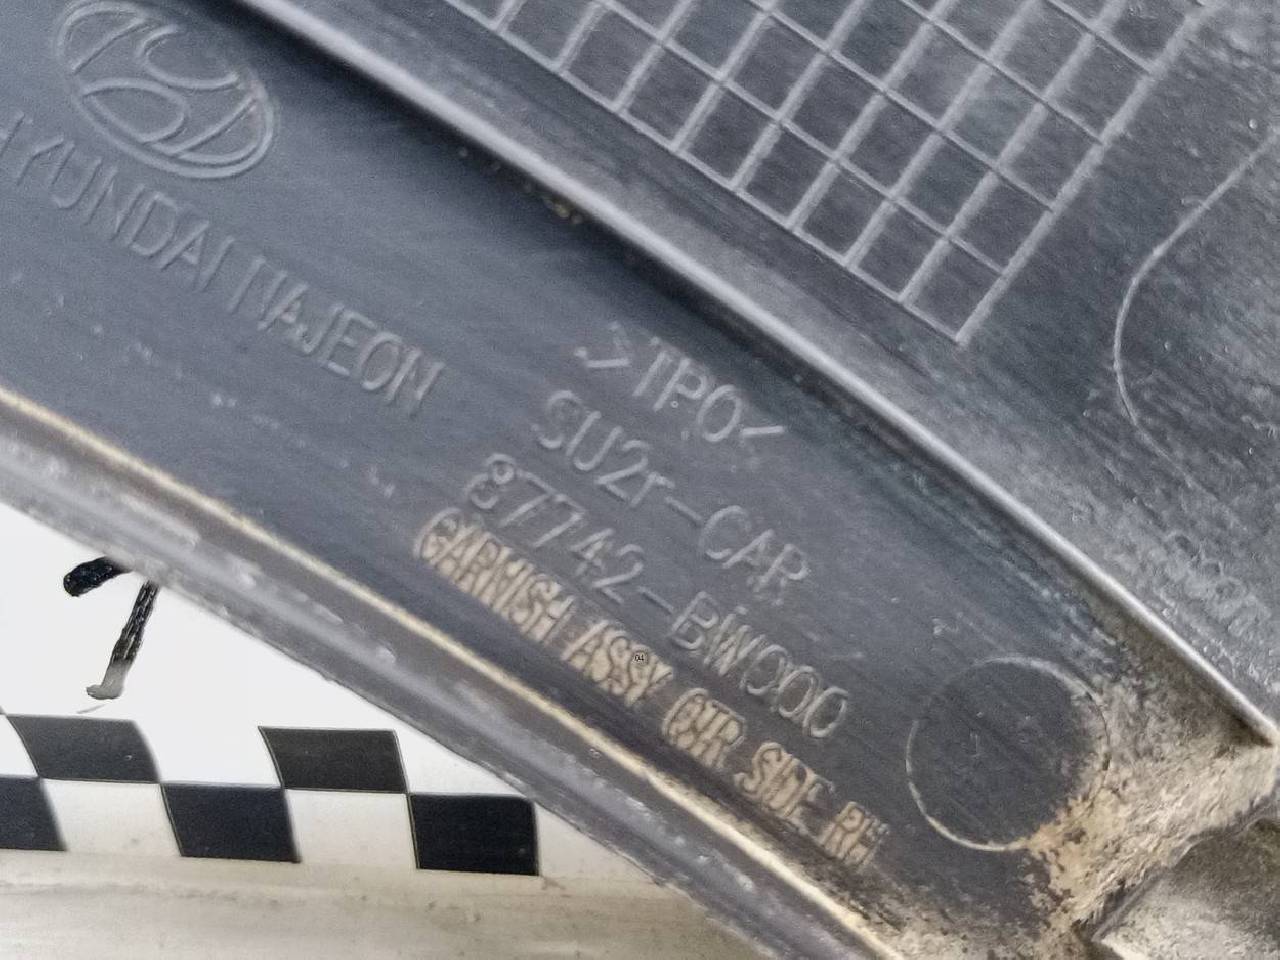 HYUNDAI NAJEON
>TPO<
SU2r-CAR
87742-BW000
GARNISH ASSY QTR SIDE RH